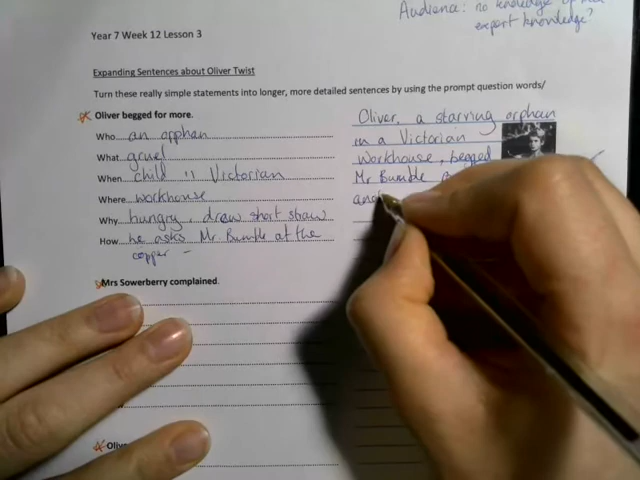 Audience: no knowledge of
expert knowledge?
Year 7 Week 12 Lesson 3
Expanding Sentences about Oliver Twist
Turn these really simple statements into longer, more detailed sentences by using the prompt question words/
Oliver begged for more.
Who an orphan
What gruel
When child " Victorian
Where workhouse
Why hungry, drew short straw
How he asks Mr Bumble at the
copper -
Oliver, a starving orphan
in a Victorian
workhouse, begged
Mr Bumble
Mrs Sowerberry complained.